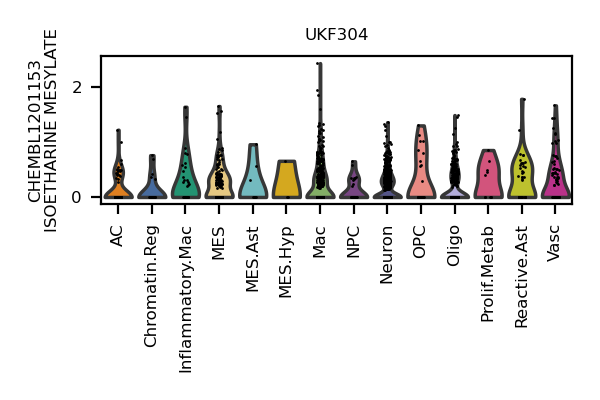 UKF304
CHEMBL1201153
ISOETHARINE MESYLATE
2
0
AC
Chromatin.Reg
Inflammatory.Mac
MES
MES.Ast
MES.Hyp
Mac
NPC
Neuron
OPC
Oligo
Prolif.Metab
Reactive.Ast
Vasc